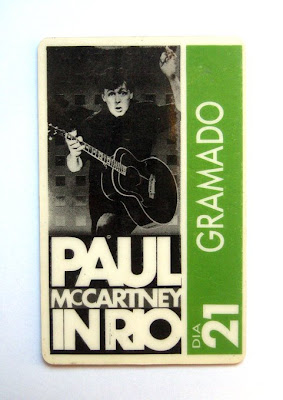 PAUL
McCARTNEY
IN RIO
GRAMADO
DIA 21